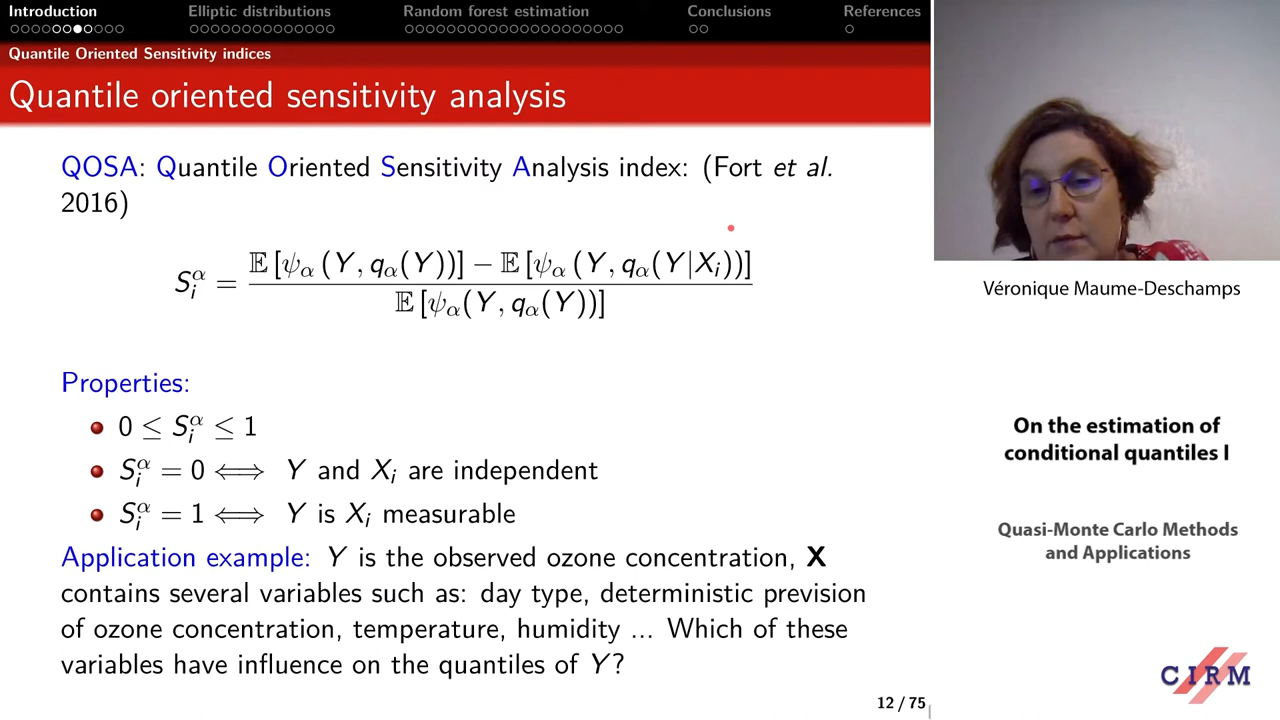 Introduction
Elliptic distributions
Random forest estimation
Conclusions
References
Quantile Oriented Sensitivity indices
Quantile oriented sensitivity analysis
QOSA: Quantile Oriented Sensitivity Analysis index: (Fort et al.
2016)
S_i^α = (𝔼[ψ_α(Y, q_α(Y))] − 𝔼[ψ_α(Y, q_α(Y|X_i))]) / 𝔼[ψ_α(Y, q_α(Y))]
Properties:
0 ≤ S_i^α ≤ 1
S_i^α = 0 ⟺ Y and X_i are independent
S_i^α = 1 ⟺ Y is X_i measurable
Application example: Y is the observed ozone concentration, X
contains several variables such as: day type, deterministic prevision
of ozone concentration, temperature, humidity ... Which of these
variables have influence on the quantiles of Y?
12 / 75
Véronique Maume-Deschamps
On the estimation of
conditional quantiles I
Quasi-Monte Carlo Methods
and Applications
CIRM